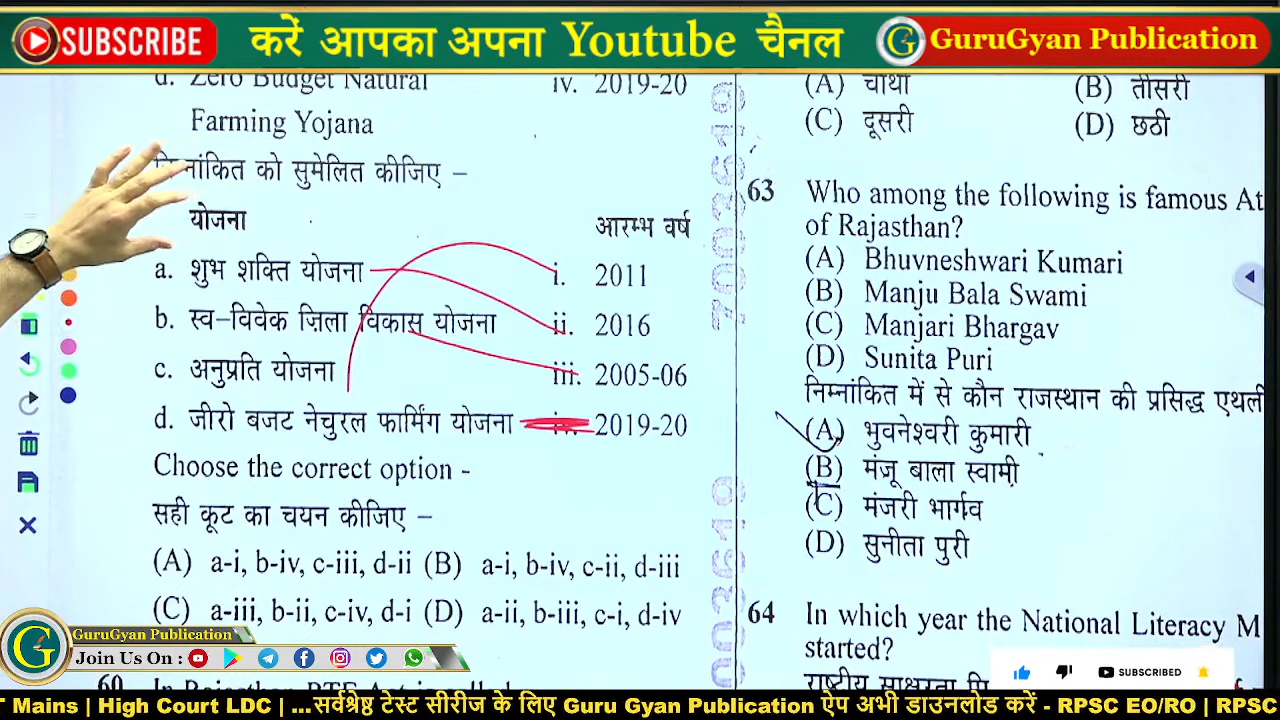 SUBSCRIBE करें आपका अपना Youtube चैनल GuruGyan Publication
d. Zero Budget Natural iv. 2019-20
Farming Yojana
को सुमेलित कीजिए –
योजना आरम्भ वर्ष
a. शुभ शक्ति योजना i. 2011
b. स्व-विवेक जिला विकास योजना ii. 2016
c. अनुप्रति योजना iii. 2005-06
d. जीरो बजट नेचुरल फार्मिंग योजना 2019-20
Choose the correct option -
सही कूट का चयन कीजिए –
(A) a-i, b-iv, c-iii, d-ii (B) a-i, b-iv, c-ii, d-iii
(C) a-iii, b-ii, c-iv, d-i (D) a-ii, b-iii, c-i, d-iv
60
(A) चौथी (B) तीसरी
(C) दूसरी (D) छठी
63 Who among the following is famous At
of Rajasthan?
(A) Bhuvneshwari Kumari
(B) Manju Bala Swami
(C) Manjari Bhargav
(D) Sunita Puri
निम्नांकित में से कौन राजस्थान की प्रसिद्ध एथली
(A) भुवनेश्वरी कुमारी
(B) मंजू बाला स्वामी
(C) मंजरी भार्गव
(D) सुनीता पुरी
64 In which year the National Literacy M
started?
राष्ट्रीय साक्षरता
GuruGyan Publication
Join Us On :
SUBSCRIBED
T Mains | High Court LDC | ...सर्वश्रेष्ठ टेस्ट सीरीज के लिए Guru Gyan Publication ऐप अभी डाउनलोड करें - RPSC EO/RO | RPSC